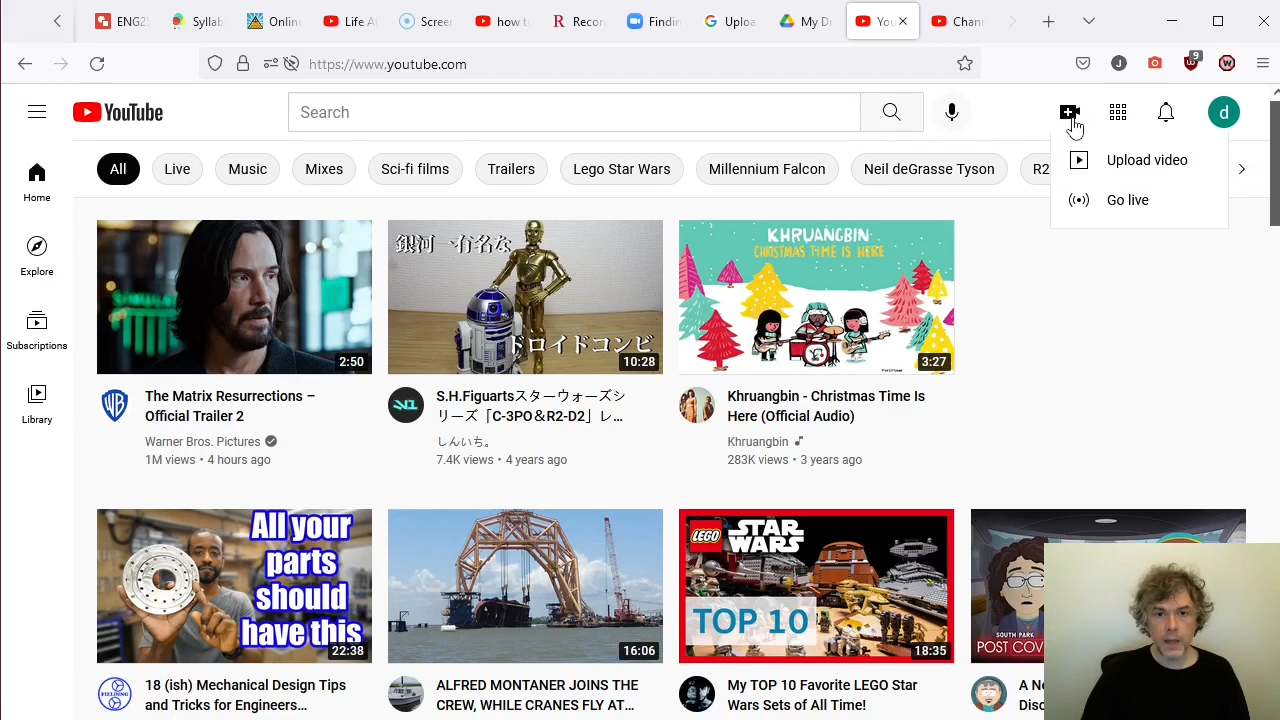 ENG2
Syllab
Online
Life A
Screen
how t
Recor
Findin
Uploa
My D
You
Chan
https://www.youtube.com
9
J
YouTube
Search
d
Upload video
Go live
All
Live
Music
Mixes
Sci-fi films
Trailers
Lego Star Wars
Millennium Falcon
Neil deGrasse Tyson
R2
Home
Explore
Subscriptions
Library
2:50
銀河一有名な
ドロイドコンビ
10:28
KHRUANGBIN
CHRISTMAS TIME IS HERE
3:27
The Matrix Resurrections –
Official Trailer 2
Warner Bros. Pictures
1M views • 4 hours ago
S.H.Figuartsスターウォーズシ
リーズ「C-3PO＆R2-D2」レ...
しんいち。
7.4K views • 4 years ago
Khruangbin - Christmas Time Is
Here (Official Audio)
Khruangbin
283K views • 3 years ago
All your
parts
should
have this
22:38
16:06
LEGO STAR WARS
TOP 10
18:35
SOUTH PARK
POST COV
18 (ish) Mechanical Design Tips
and Tricks for Engineers...
ALFRED MONTANER JOINS THE
CREW, WHILE CRANES FLY AT...
My TOP 10 Favorite LEGO Star
Wars Sets of All Time!
A Ne
Disc